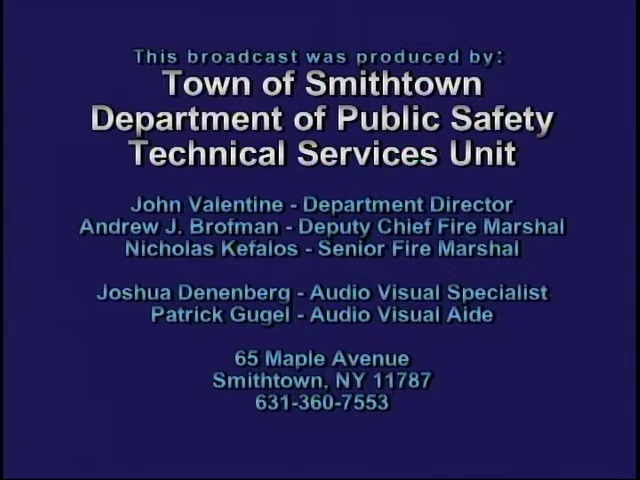 This broadcast was produced by:
Town of Smithtown
Department of Public Safety
Technical Services Unit
John Valentine - Department Director
Andrew J. Brofman - Deputy Chief Fire Marshal
Nicholas Kefalos - Senior Fire Marshal
Joshua Denenberg - Audio Visual Specialist
Patrick Gugel - Audio Visual Aide
65 Maple Avenue
Smithtown, NY 11787
631-360-7553